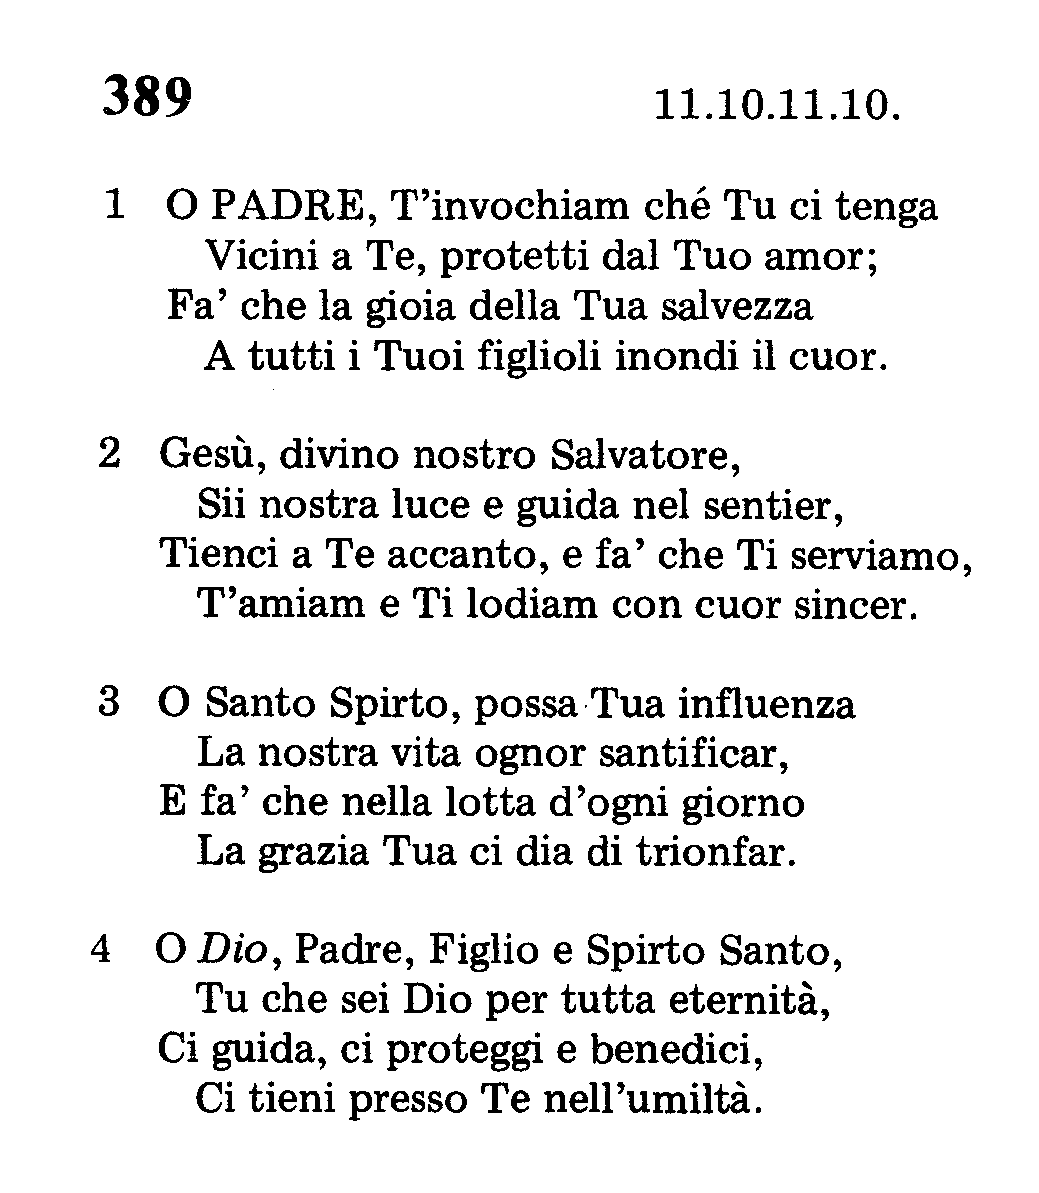 389 11.10.11.10.
1 O PADRE, T’invochiam ché Tu ci tenga
Vicini a Te, protetti dal Tuo amor;
Fa’ che la gioia della Tua salvezza
A tutti i Tuoi figlioli inondi il cuor.
2 Gesù, divino nostro Salvatore,
Sii nostra luce e guida nel sentier,
Tienci a Te accanto, e fa’ che Ti serviamo,
T’amiam e Ti lodiam con cuor sincer.
3 O Santo Spirto, possa Tua influenza
La nostra vita ognor santificar,
E fa’ che nella lotta d’ogni giorno
La grazia Tua ci dia di trionfar.
4 O Dio, Padre, Figlio e Spirto Santo,
Tu che sei Dio per tutta eternità,
Ci guida, ci proteggi e benedici,
Ci tieni presso Te nell’umiltà.